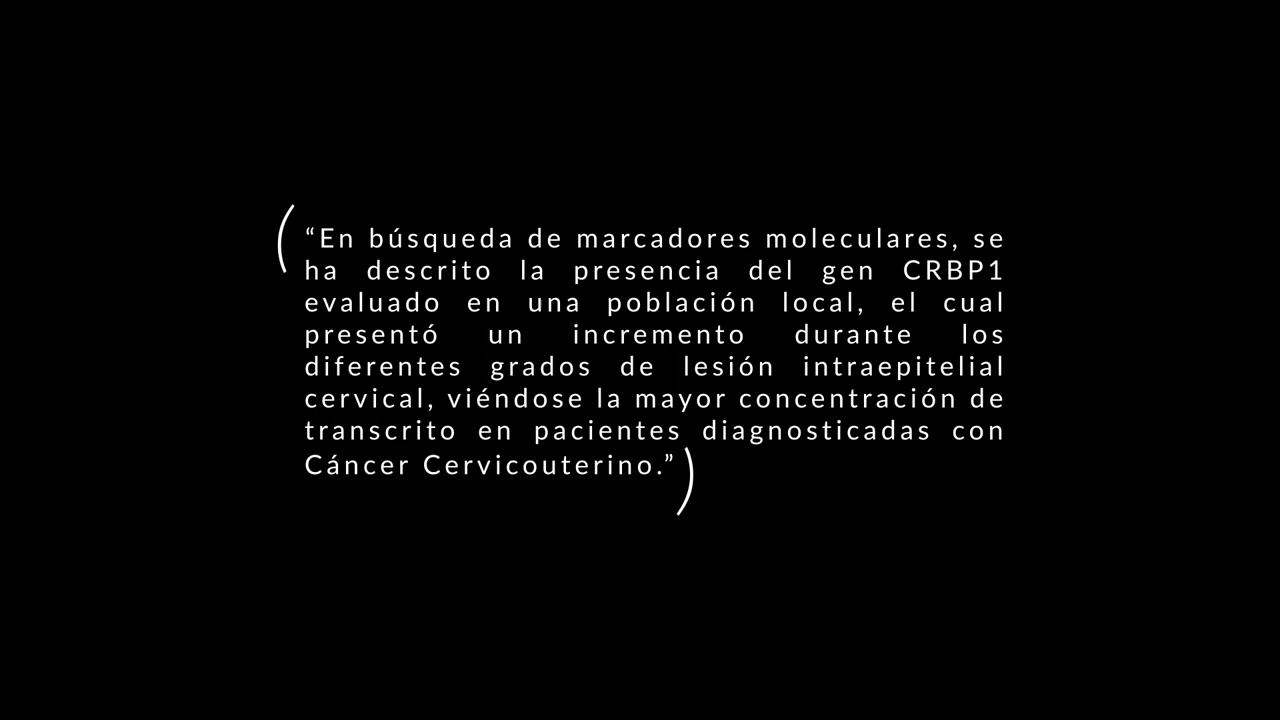 (“En búsqueda de marcadores moleculares, se
ha descrito la presencia del gen CRBP1
evaluado en una población local, el cual
presentó un incremento durante los
diferentes grados de lesión intraepitelial
cervical, viéndose la mayor concentración de
transcrito en pacientes diagnosticadas con
Cáncer Cervicouterino.”)